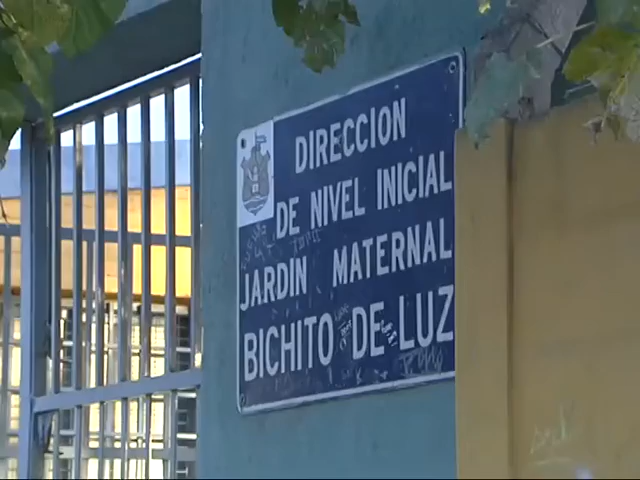 DIRECCION
DE NIVEL INICIAL
JARDIN MATERNAL
BICHITO DE LUZ